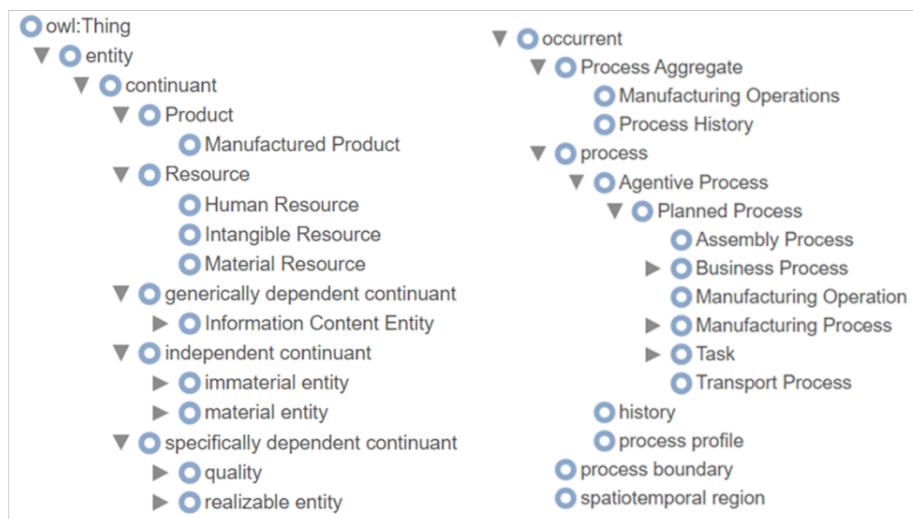 owl:Thing
entity
continuant
Product
Manufactured Product
Resource
Human Resource
Intangible Resource
Material Resource
generically dependent continuant
Information Content Entity
independent continuant
immaterial entity
material entity
specifically dependent continuant
quality
realizable entity
occurrent
Process Aggregate
Manufacturing Operations
Process History
process
Agentive Process
Planned Process
Assembly Process
Business Process
Manufacturing Operation
Manufacturing Process
Task
Transport Process
history
process profile
process boundary
spatiotemporal region